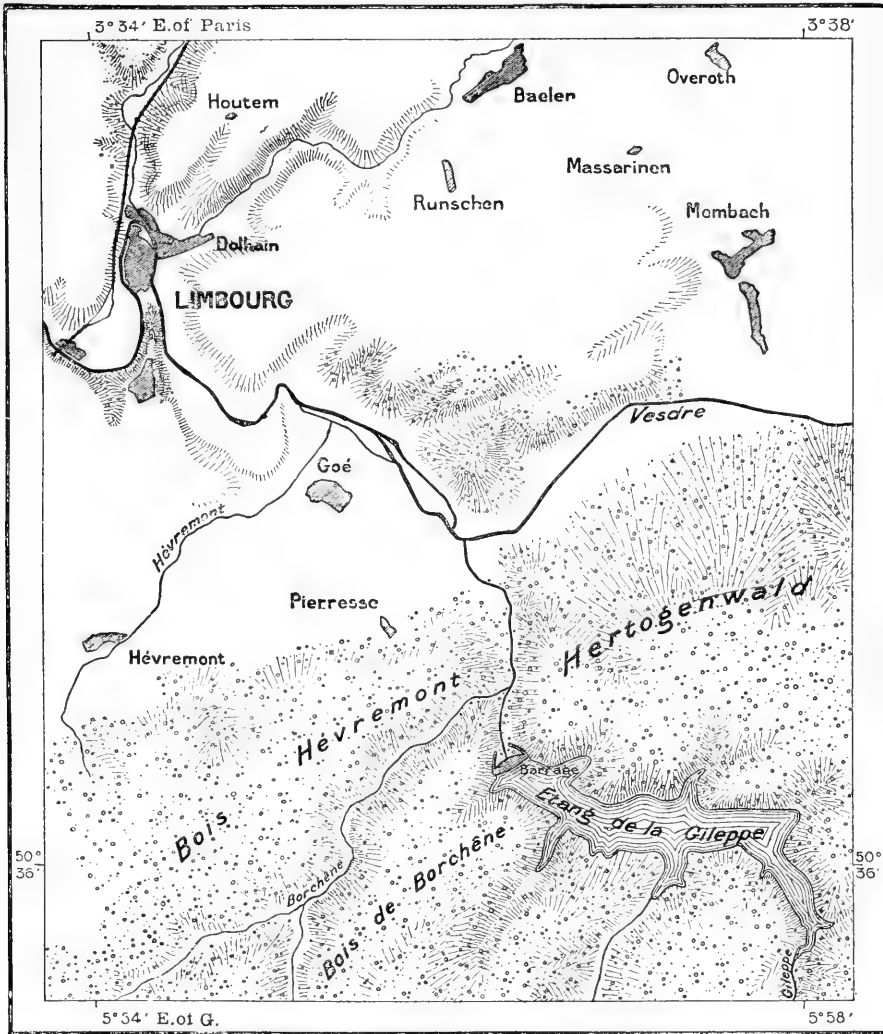 3°34′ E.of Paris
3°38′
Houtem
Baelen
Overoth
Massarinen
Runschen
Membach
Dolhain
LIMBOURG
Vesdre
Goé
Hévremont
Pierresse
Hertogenwald
Hévremont
Bois Hévremont
Barrage
Etang de la Gileppe
Borchêne
Bois de Borchêne
Gileppe
50°
36′
50°
36′
5°54′ E.of G.
5°58′